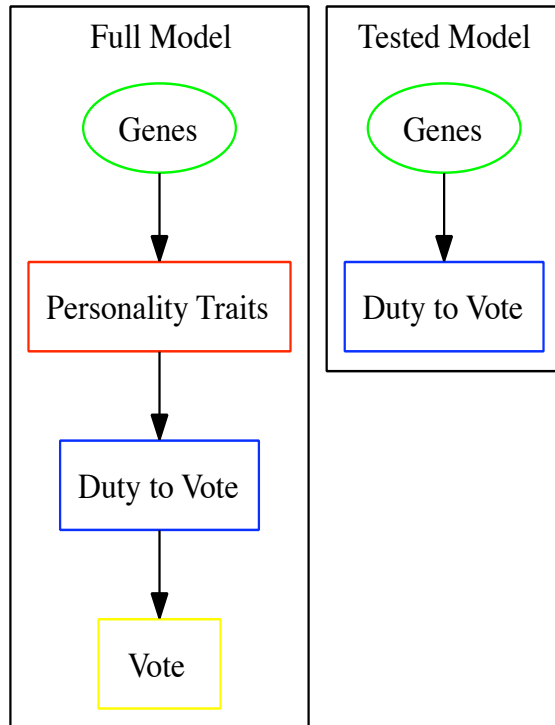 Full Model
Genes
Personality Traits
Duty to Vote
Vote
Tested Model
Genes
Duty to Vote